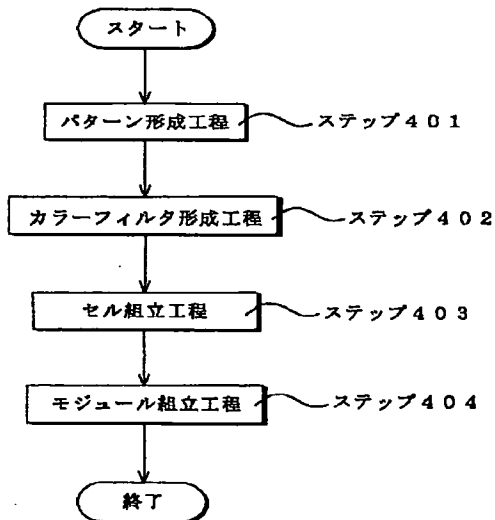 スタート
パターン形成工程
ステップ401
カラーフィルタ形成工程
ステップ402
セル組立工程
ステップ403
モジュール組立工程
ステップ404
終了